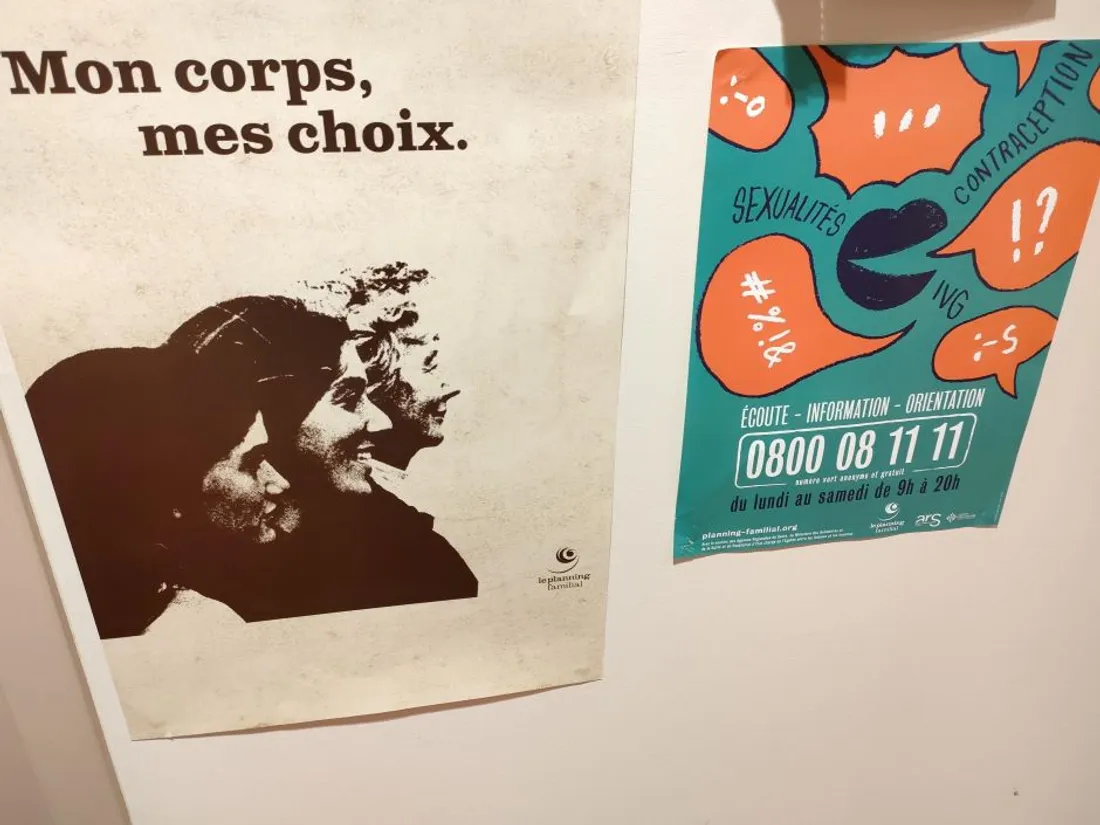 Mon corps,
mes choix.
le planning
familial
:-o
...
CONTRACEPTION
SEXUALITÉS
!?
#%!&
IVG
:-S
ÉCOUTE - INFORMATION - ORIENTATION
0800 08 11 11
numéro vert anonyme et gratuit
du lundi au samedi de 9h à 20h
planning-familial.org
le planning
familial
ars